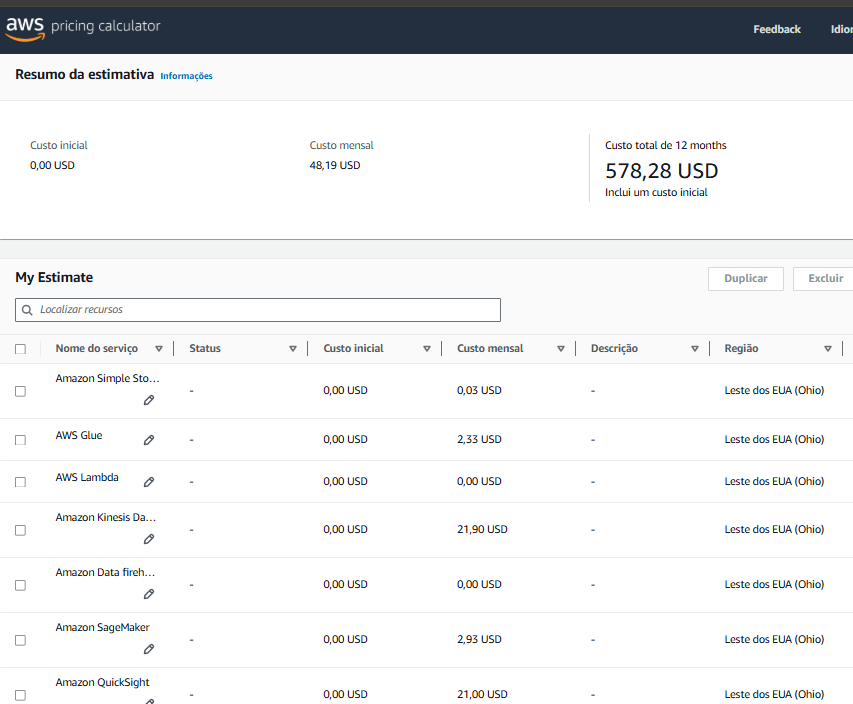 aws pricing calculator
Feedback
Idior
Resumo da estimativa Informações
Custo inicial
0,00 USD
Custo mensal
48,19 USD
Custo total de 12 months
578,28 USD
Inclui um custo inicial
My Estimate
Duplicar
Excluir
Localizar recursos
Nome do serviço Status Custo inicial Custo mensal Descrição Região
Amazon Simple Sto... - 0,00 USD 0,03 USD - Leste dos EUA (Ohio)
AWS Glue - 0,00 USD 2,33 USD - Leste dos EUA (Ohio)
AWS Lambda - 0,00 USD 0,00 USD - Leste dos EUA (Ohio)
Amazon Kinesis Da... - 0,00 USD 21,90 USD - Leste dos EUA (Ohio)
Amazon Data fireh... - 0,00 USD 0,00 USD - Leste dos EUA (Ohio)
Amazon SageMaker - 0,00 USD 2,93 USD - Leste dos EUA (Ohio)
Amazon QuickSight - 0,00 USD 21,00 USD - Leste dos EUA (Ohio)